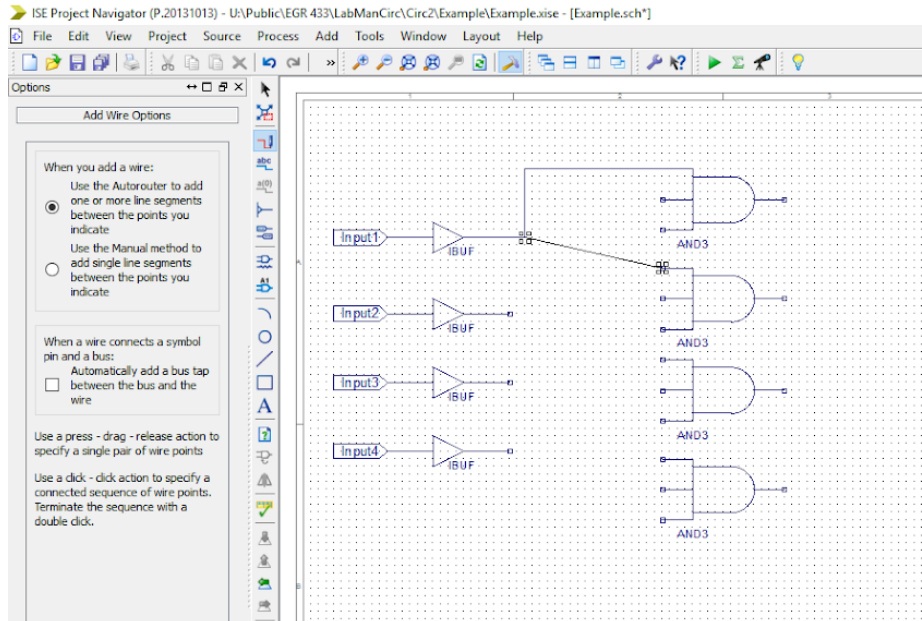 ISE Project Navigator (P.20131013) - U:\Public\EGR 433\LabManCirc\Circ2\Example\Example.xise - [Example.sch*]
File Edit View Project Source Process Add Tools Window Layout Help
Options
Add Wire Options
When you add a wire:
Use the Autorouter to add
one or more line segments
between the points you
indicate
Use the Manual method to
add single line segments
between the points you
indicate
When a wire connects a symbol
pin and a bus:
Automatically add a bus tap
between the bus and the
wire
Use a press - drag - release action to
specify a single pair of wire points
Use a click - click action to specify a
connected sequence of wire points.
Terminate the sequence with a
double click.
abc
a(0)
A1
A
1 2 3
A
B
Input1
IBUF
Input2
IBUF
Input3
IBUF
Input4
IBUF
AND3
AND3
AND3
AND3